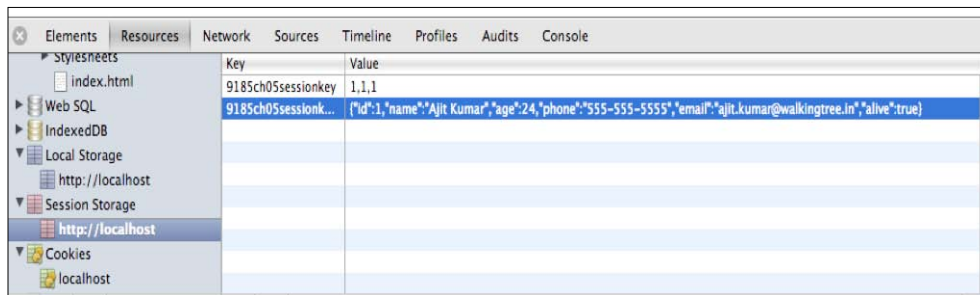 Elements Resources Network Sources Timeline Profiles Audits Console
Stylesheets
index.html
Web SQL
IndexedDB
Local Storage
http://localhost
Session Storage
http://localhost
Cookies
localhost
Key Value
9185ch05sessionkey 1,1,1
9185ch05sessionk... {"id":1,"name":"Ajit Kumar","age":24,"phone":"555-555-5555","email":"ajit.kumar@walkingtree.in","alive":true}